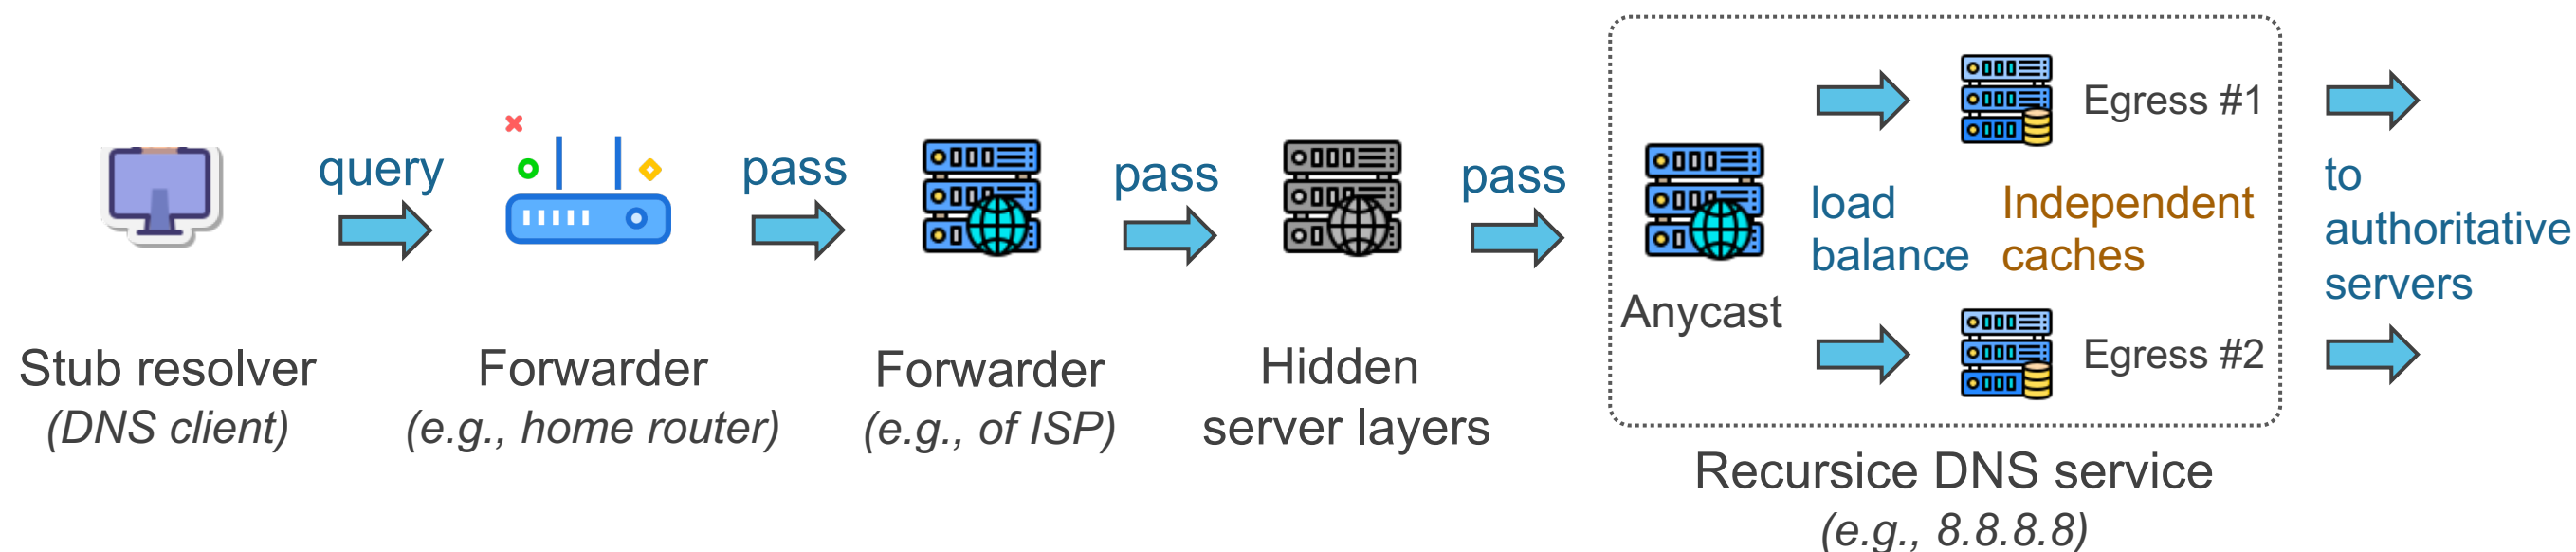 query
pass
pass
pass
Stub resolver
(DNS client)
Forwarder
(e.g., home router)
Forwarder
(e.g., of ISP)
Hidden
server layers
Anycast
load
balance
Egress #1
Independent
caches
Egress #2
to
authoritative
servers
Recursice DNS service
(e.g., 8.8.8.8)